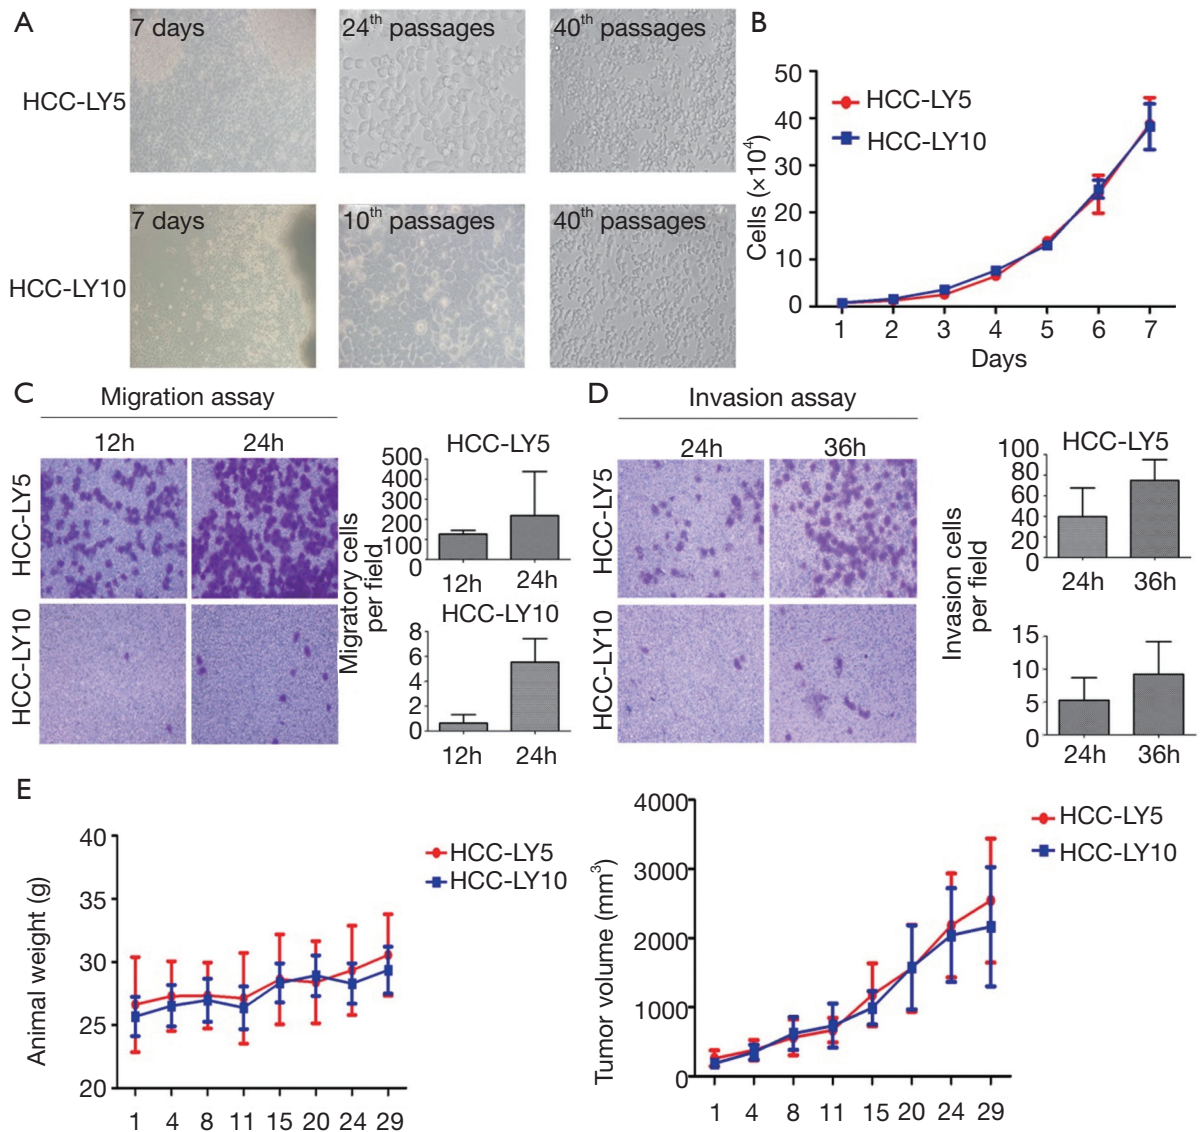 A
7 days
24th passages
40th passages
HCC-LY5
7 days
10th passages
40th passages
HCC-LY10
B
50
40
30
20
10
0
Cells (×10⁴)
HCC-LY5
HCC-LY10
1 2 3 4 5 6 7
Days
C
Migration assay
12h 24h
HCC-LY5
HCC-LY10
Migratory cells
per field
HCC-LY5
500
400
300
200
100
0
12h 24h
HCC-LY10
8
6
4
2
0
12h 24h
D
Invasion assay
24h 36h
HCC-LY5
HCC-LY10
Invasion cells
per field
HCC-LY5
100
80
60
40
20
0
24h 36h
15
10
5
0
24h 36h
E
Animal weight (g)
40
35
30
25
20
HCC-LY5
HCC-LY10
1 4 8 11 15 20 24 29
Tumor volume (mm³)
4000
3000
2000
1000
0
HCC-LY5
HCC-LY10
1 4 8 11 15 20 24 29